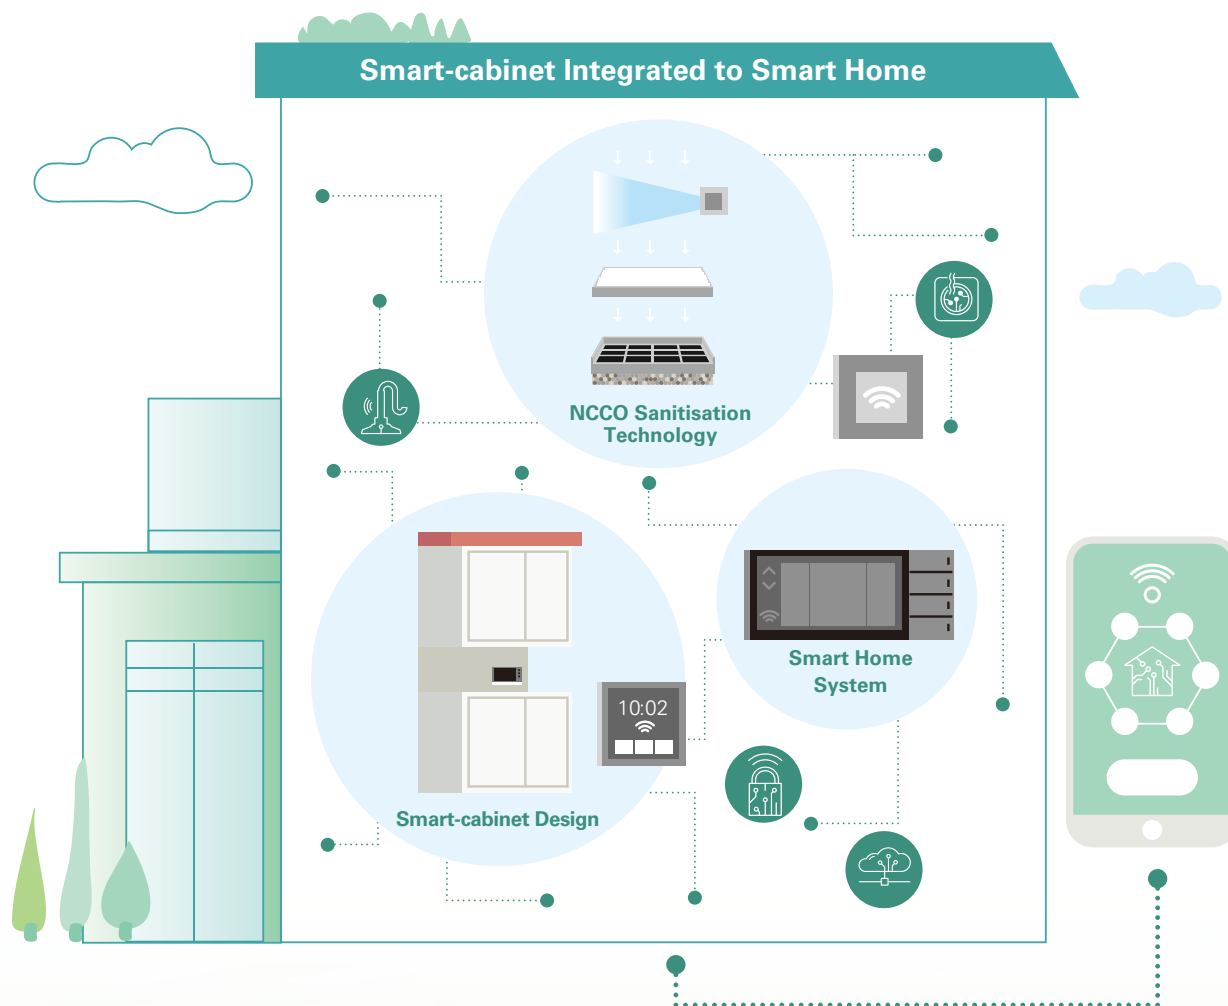 Smart-cabinet Integrated to Smart Home
NCCO Sanitisation
Technology
Smart Home
System
10:02
Smart-cabinet Design